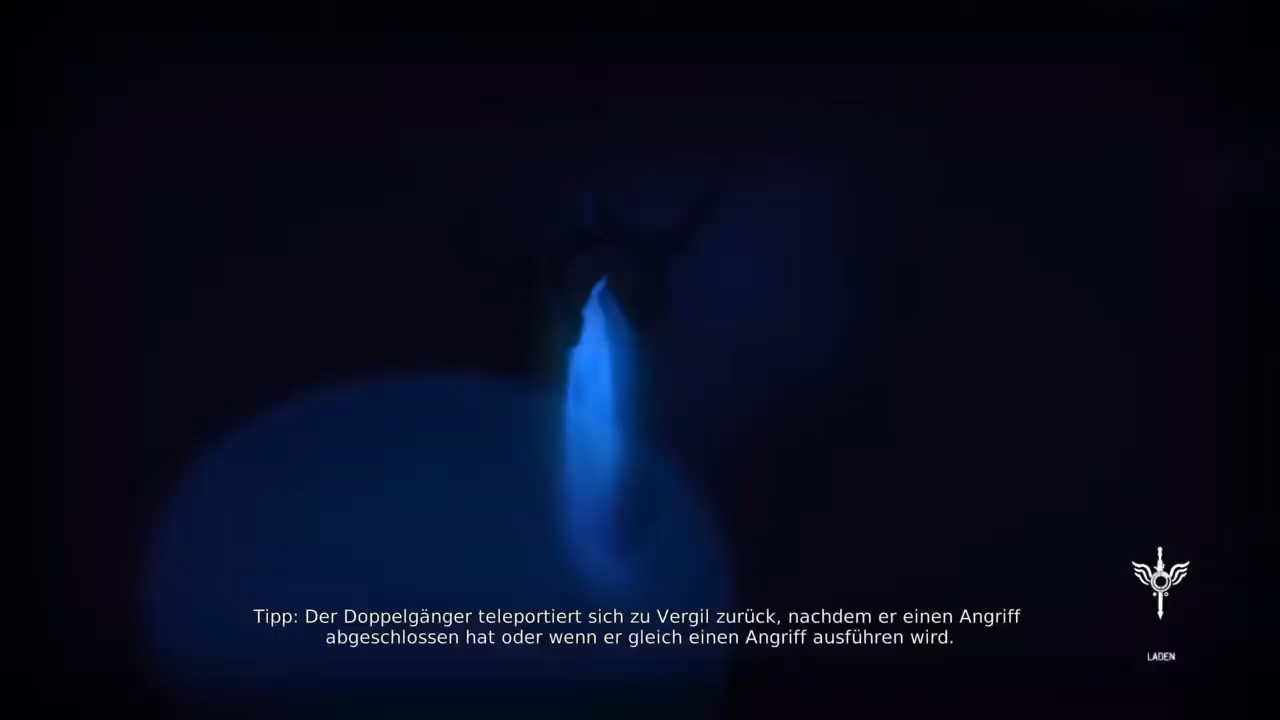 Tipp: Der Doppelgänger teleportiert sich zu Vergil zurück, nachdem er einen Angriff
abgeschlossen hat oder wenn er gleich einen Angriff ausführen wird.
LADEN